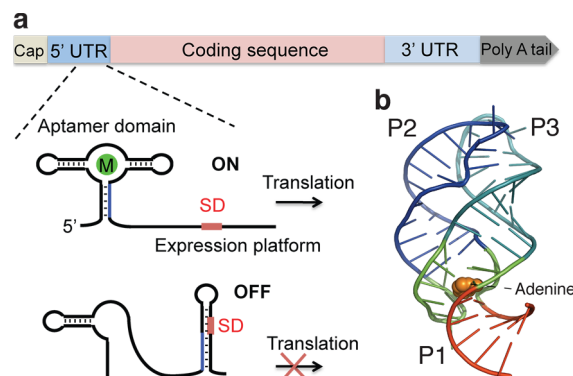 a
Cap 5' UTR Coding sequence 3' UTR Poly A tail
Aptamer domain
M
ON
Translation
SD
5'
Expression platform
OFF
SD
Translation
b
P2 P3
Adenine
P1